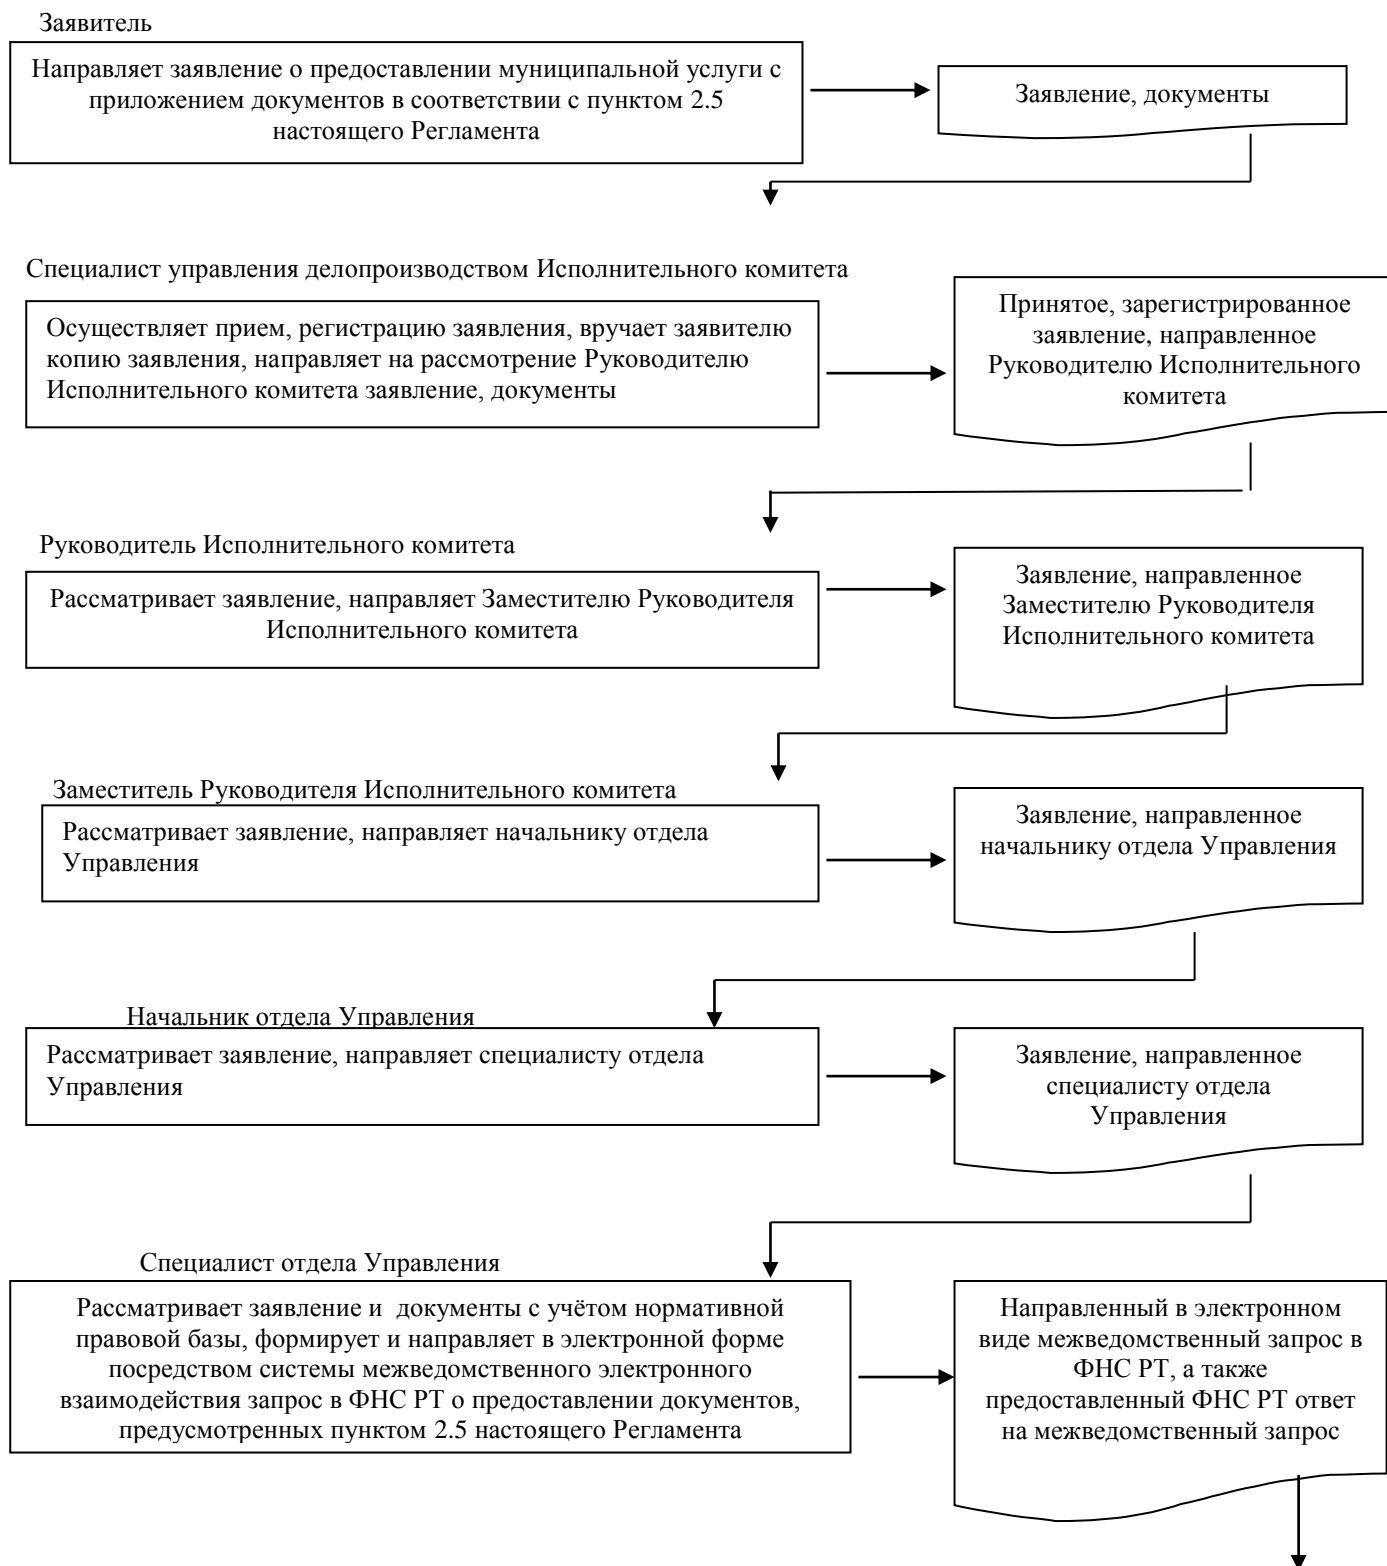 Заявитель
Направляет заявление о предоставлении муниципальной услуги с
приложением документов в соответствии с пунктом 2.5
настоящего Регламента
Заявление, документы
Специалист управления делопроизводством Исполнительного комитета
Осуществляет прием, регистрацию заявления, вручает заявителю
копию заявления, направляет на рассмотрение Руководителю
Исполнительного комитета заявление, документы
Принятое, зарегистрированное
заявление, направленное
Руководителю Исполнительного
комитета
Руководитель Исполнительного комитета
Рассматривает заявление, направляет Заместителю Руководителя
Исполнительного комитета
Заявление, направленное
Заместителю Руководителя
Исполнительного комитета
Заместитель Руководителя Исполнительного комитета
Рассматривает заявление, направляет начальнику отдела
Управления
Заявление, направленное
начальнику отдела Управления
Начальник отдела Управления
Рассматривает заявление, направляет специалисту отдела
Управления
Заявление, направленное
специалисту отдела
Управления
Специалист отдела Управления
Рассматривает заявление и документы с учётом нормативной
правовой базы, формирует и направляет в электронной форме
посредством системы межведомственного электронного
взаимодействия запрос в ФНС РТ о предоставлении документов,
предусмотренных пунктом 2.5 настоящего Регламента
Направленный в электронном
виде межведомственный запрос в
ФНС РТ, а также
предоставленный ФНС РТ ответ
на межведомственный запрос